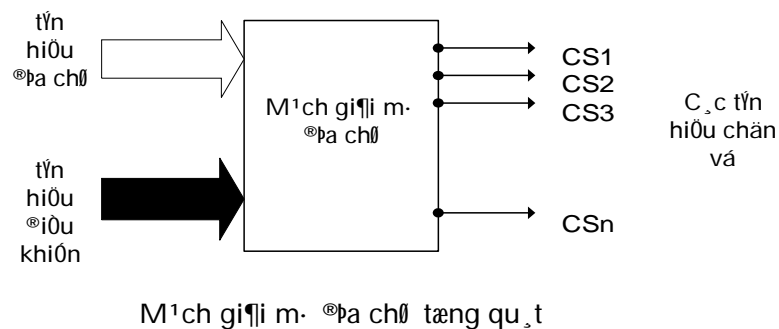 tÝn
hiÖu
®Þa chØ
tÝn
hiÖu
®iÒu
khiÓn
M¹ch gi¶i m·
®Þa chØ
CS1
CS2
CS3
CSn
C¸c tÝn
hiÖu chän
vá
M¹ch gi¶i m· ®Þa chØ tæng qu¸t